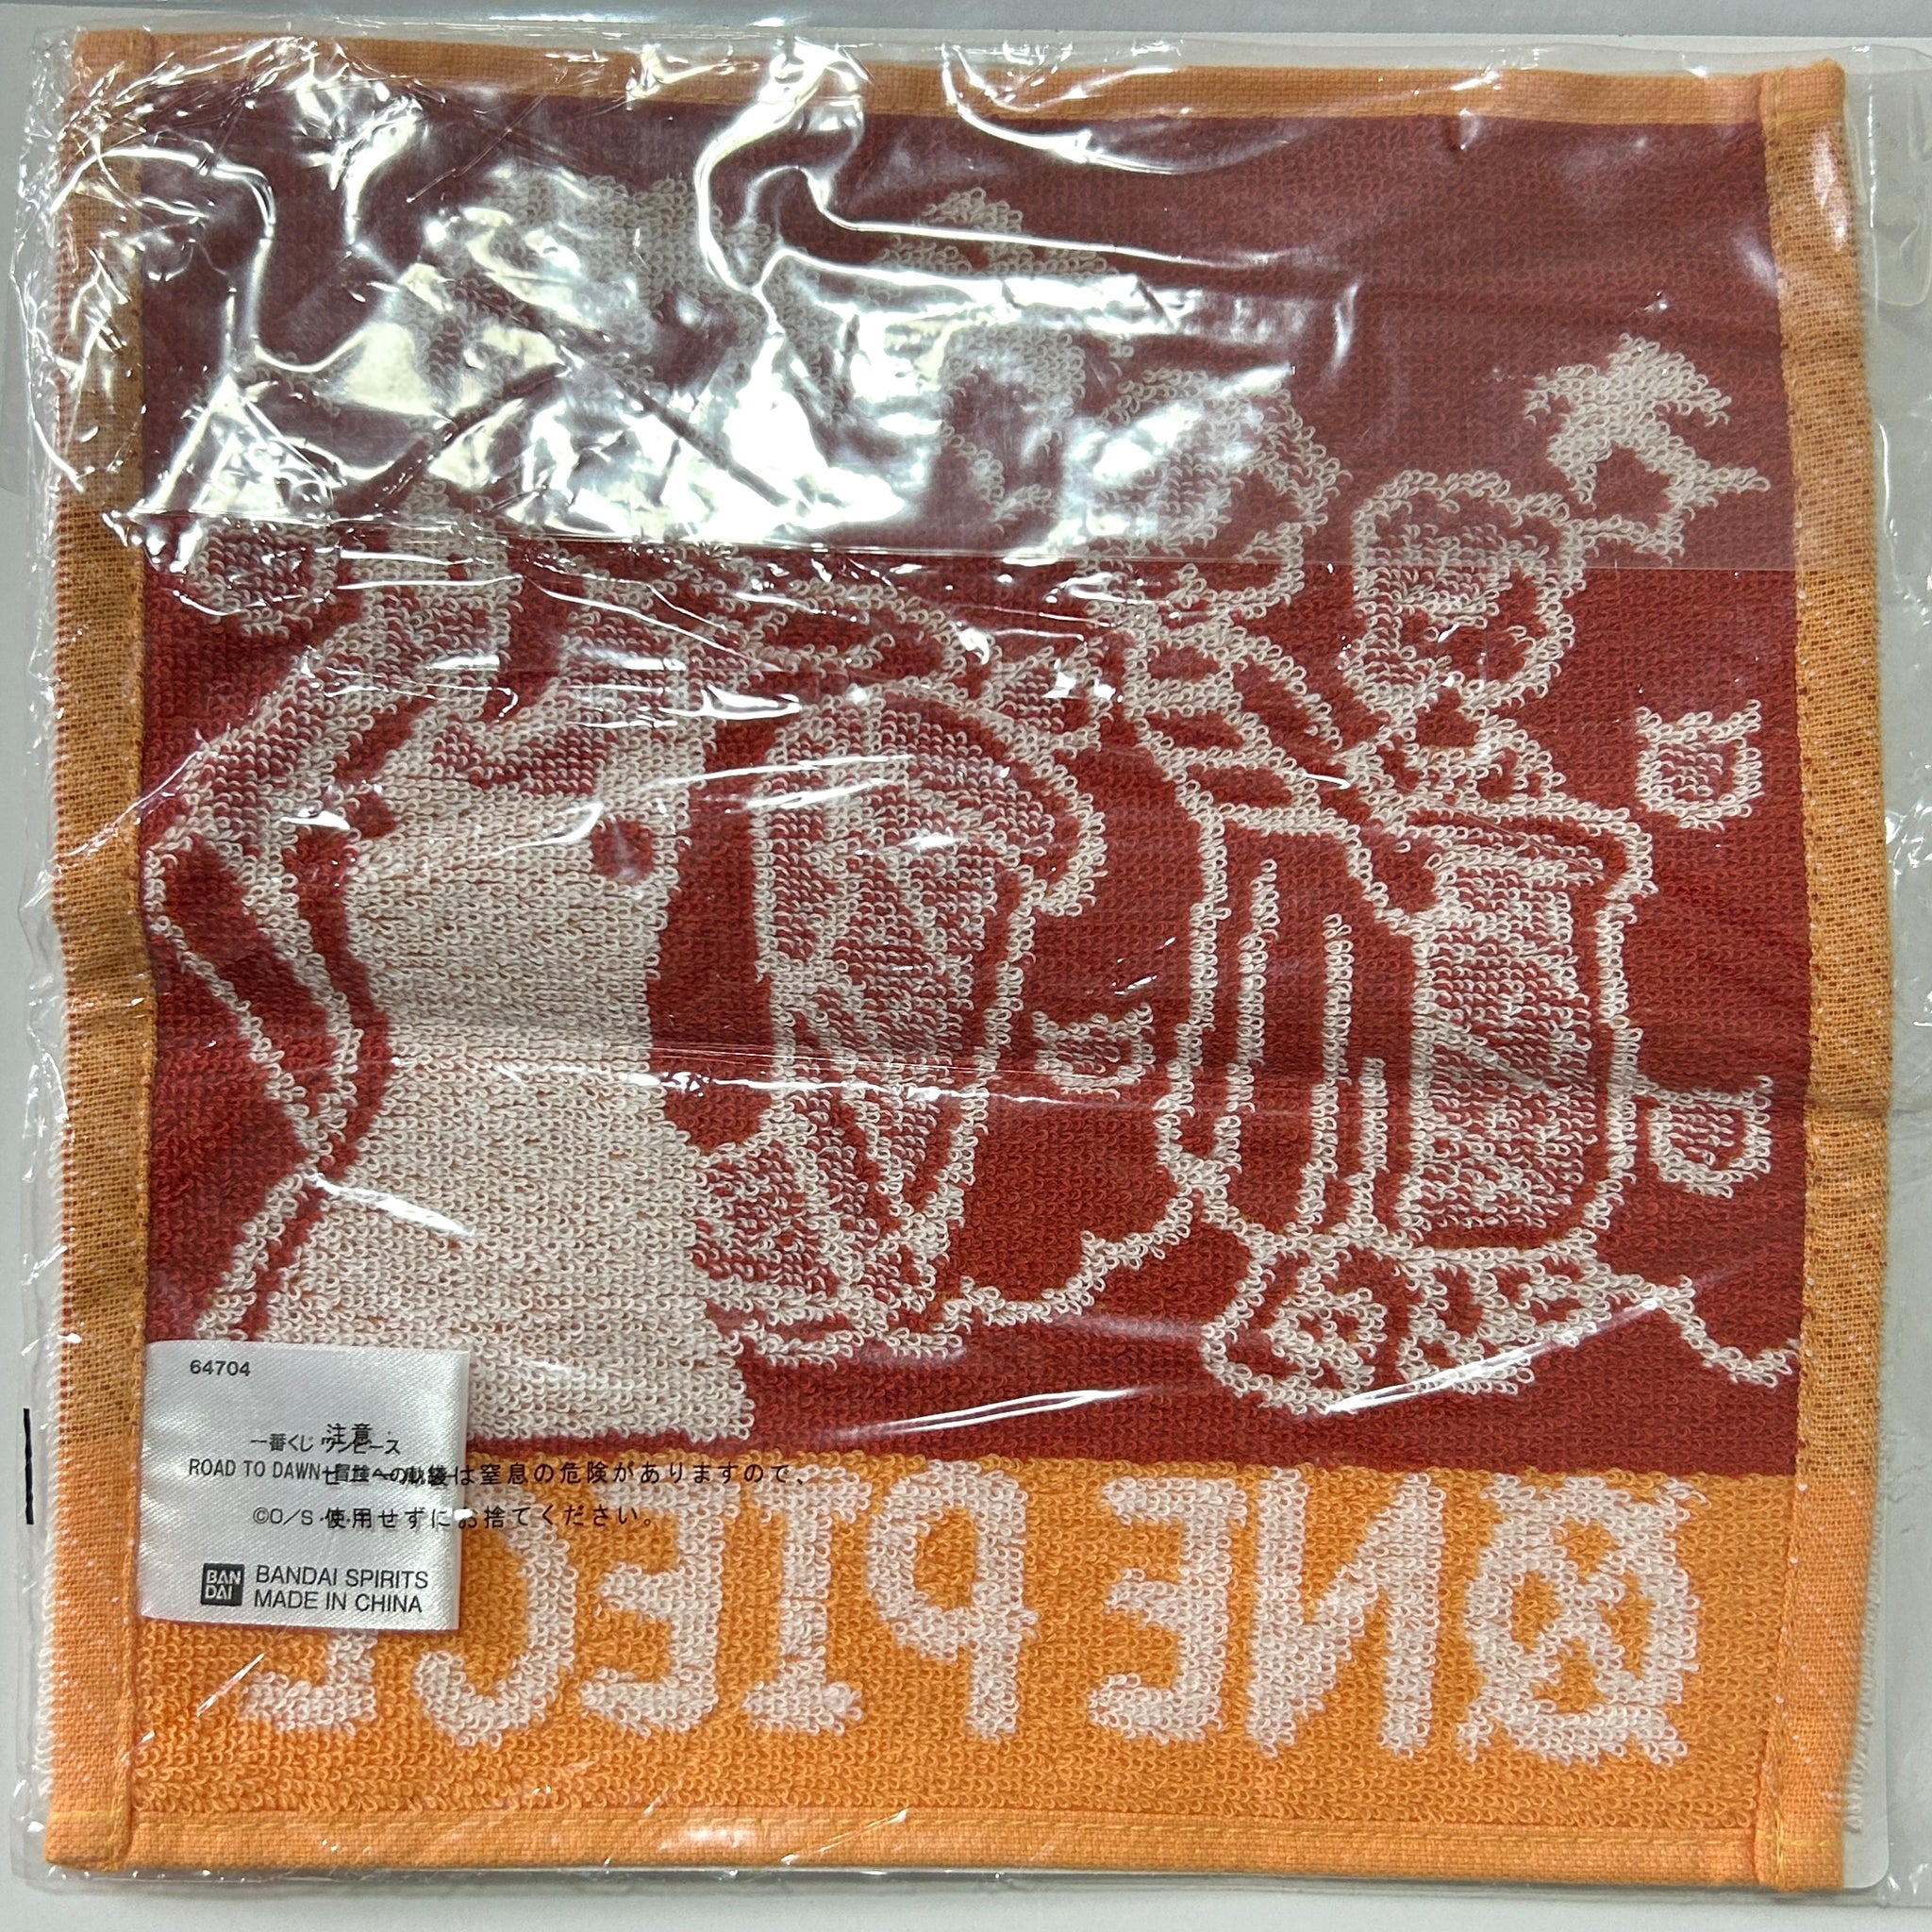 64704
注意
一番くじ ワンピース
ROAD TO DAWN
は窒息の危険がありますので、
©O/S
使用せずにお捨てください。
BAN
DAI
BANDAI SPIRITS
MADE IN CHINA
ONE PIECE